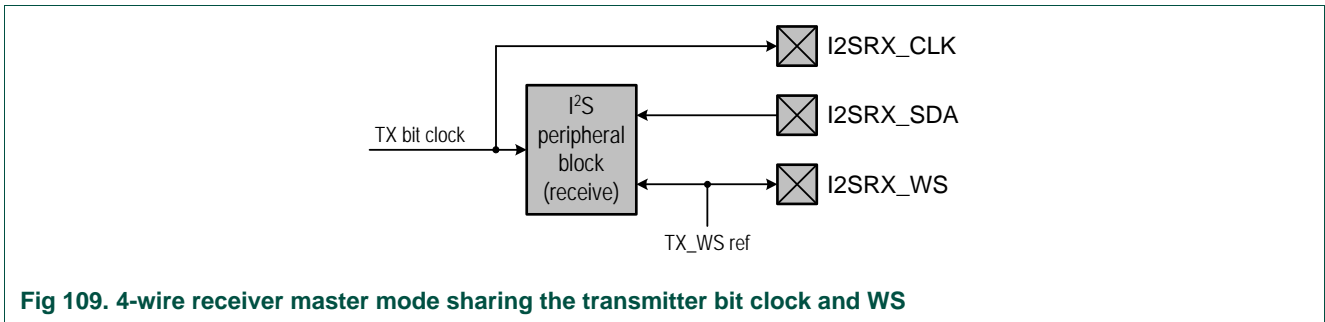 I2SRX_CLK
I²S
peripheral
block
(receive)
I2SRX_SDA
TX bit clock
I2SRX_WS
TX_WS ref
Fig 109. 4-wire receiver master mode sharing the transmitter bit clock and WS